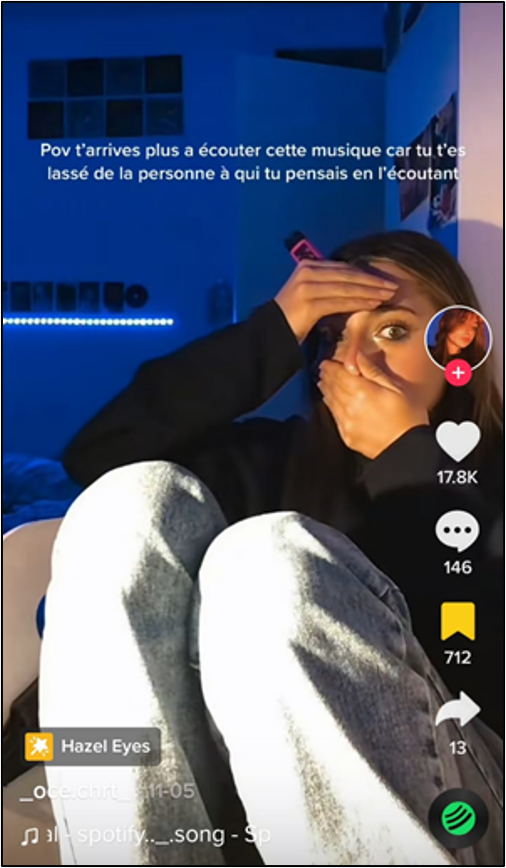 Pov t'arrives plus a écouter cette musique car tu t'es
lassé de la personne à qui tu pensais en l'écoutant
17.8K
146
712
13
Hazel Eyes
_oce.chrt_ · 11-05
al - spotify.._.song - Sp